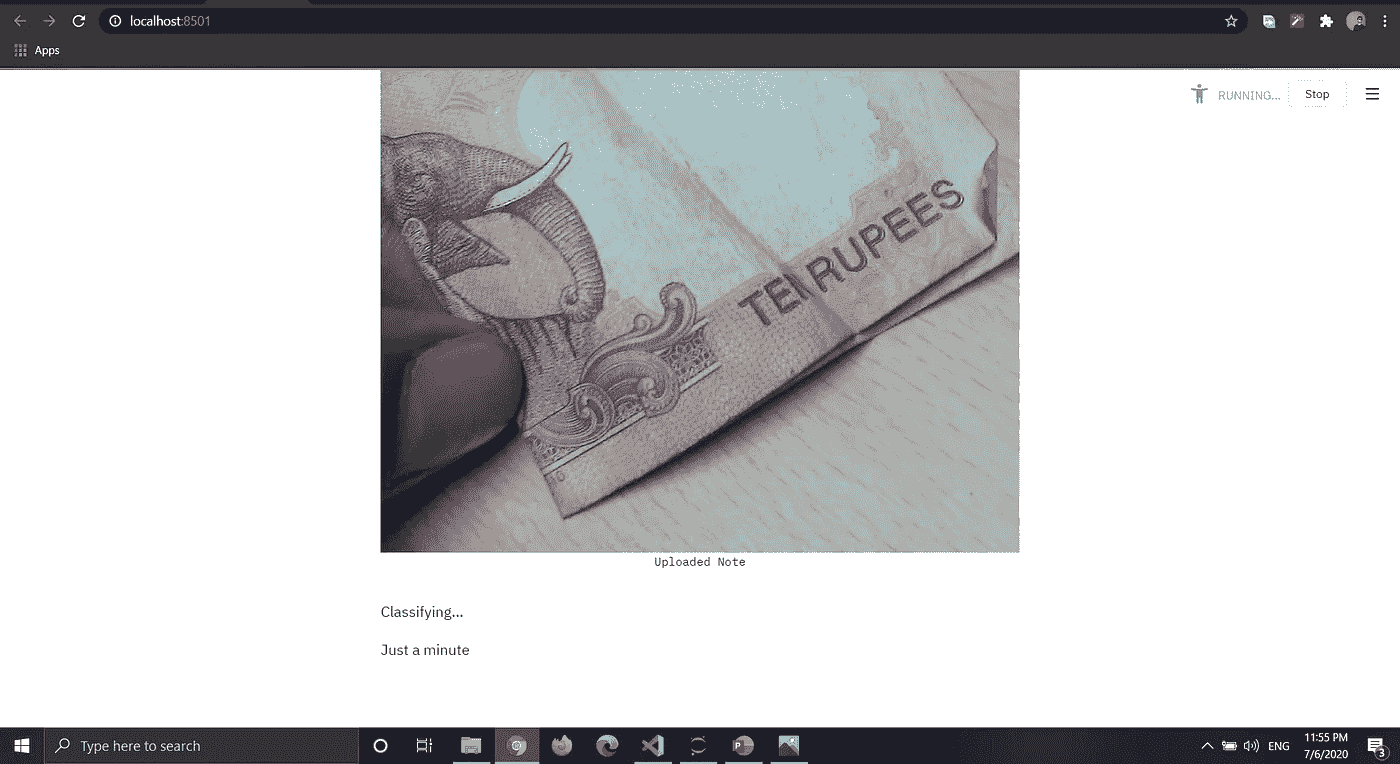 localhost:8501
Apps
RUNNING...
Stop
TEN RUPEES
10
Uploaded Note
Classifying...
Just a minute
Type here to search
ENG
11:55 PM
7/6/2020
3